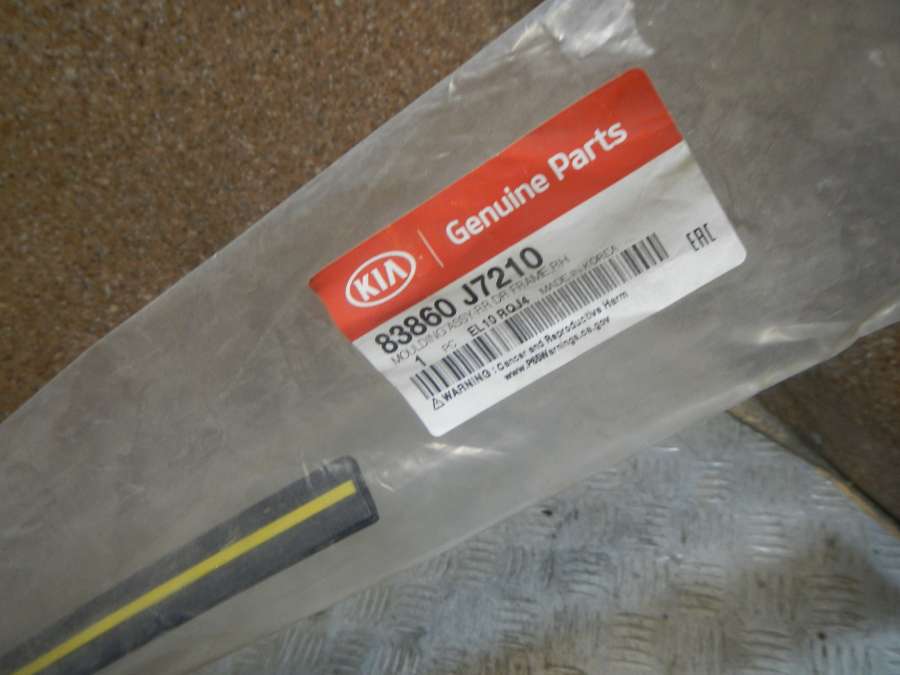 KIA
Genuine Parts
83860 J7210
MOULDING ASSY-RR DR FRAME,RH
1 PC EL10 RQJ4 MADE-IN-KOREA
EAC
⚠WARNING : Cancer and Reproductive Harm
www.P65Warnings.ca.gov